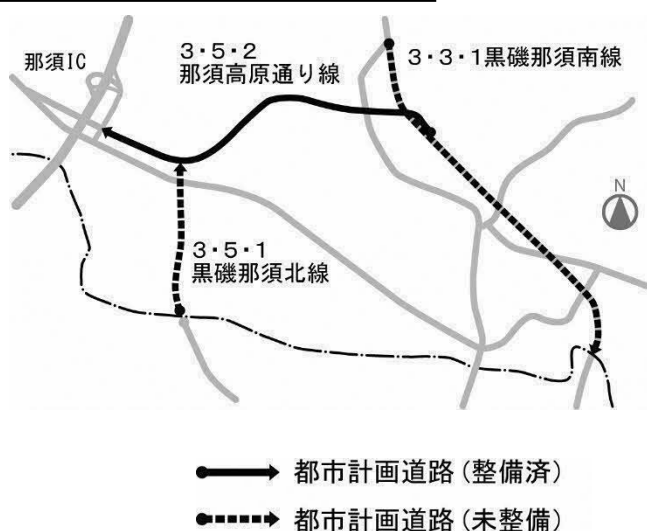 那須IC
3・5・2
那須高原通り線
3・3・1黒磯那須南線
N
3・5・1
黒磯那須北線
都市計画道路(整備済)
都市計画道路(未整備)